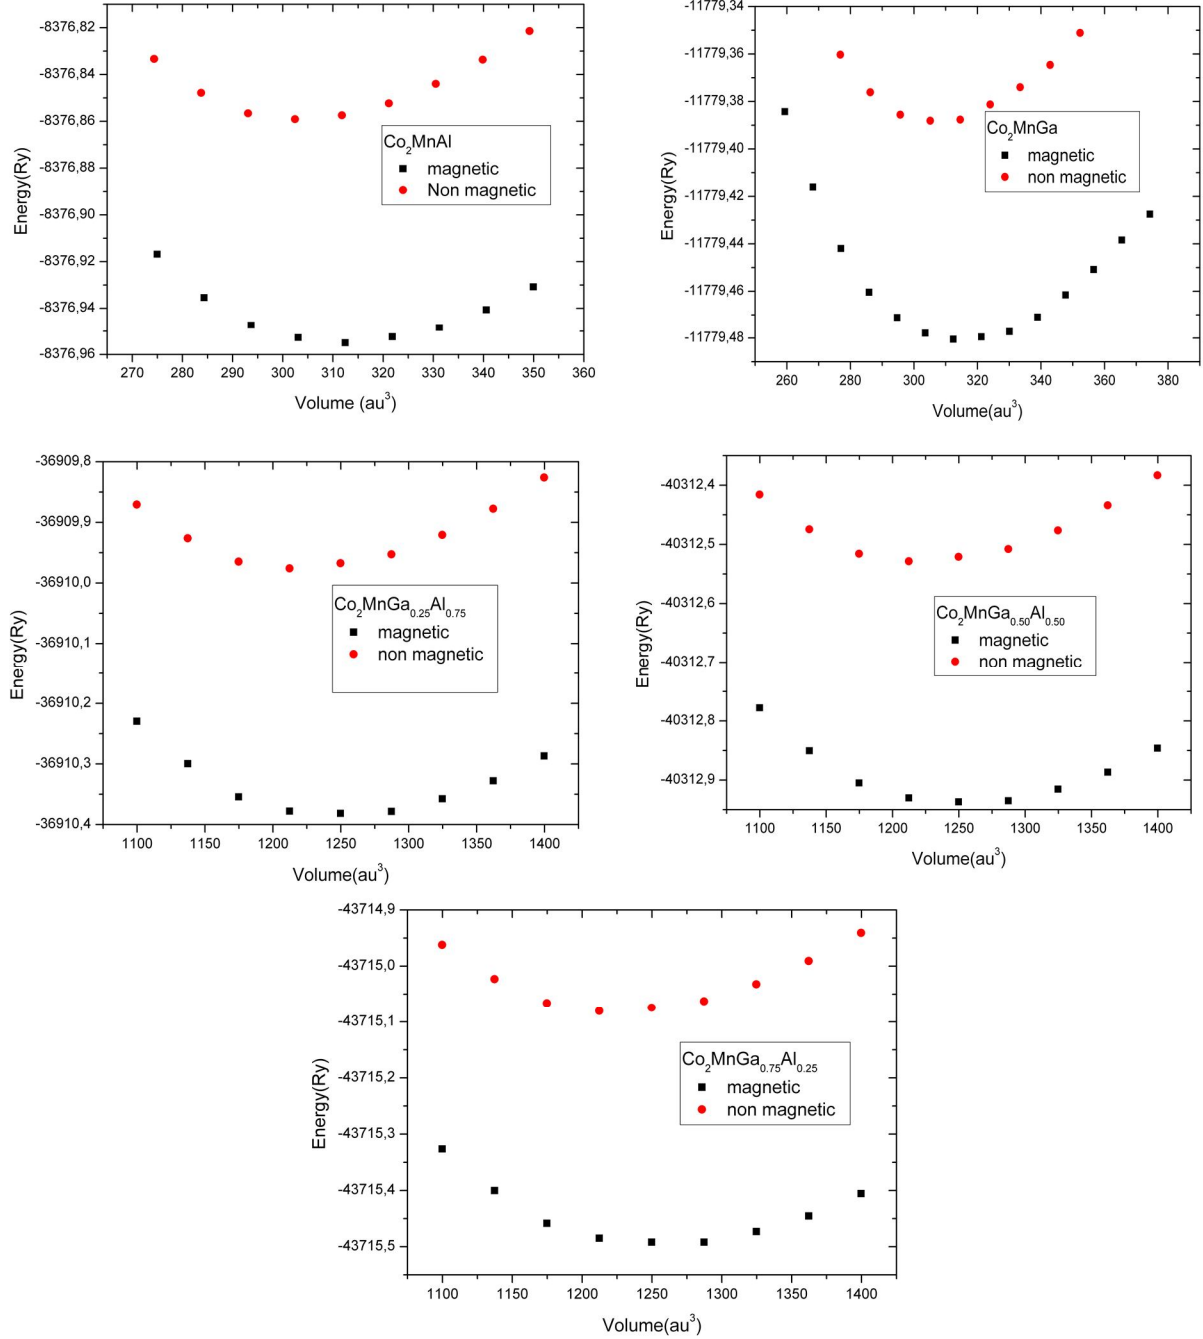 -8376,82
-8376,84
-8376,86
-8376,88
-8376,90
-8376,92
-8376,94
-8376,96
Energy(Ry)
Co₂MnAl
magnetic
Non magnetic
270 280 290 300 310 320 330 340 350 360
Volume (au³)
-11779,34
-11779,36
-11779,38
-11779,40
-11779,42
-11779,44
-11779,46
-11779,48
Energy(Ry)
Co₂MnGa
magnetic
non magnetic
260 280 300 320 340 360 380
Volume(au³)
-36909,8
-36909,9
-36910,0
-36910,1
-36910,2
-36910,3
-36910,4
Energy(Ry)
Co₂MnGa₀.₂₅Al₀.₇₅
magnetic
non magnetic
1100 1150 1200 1250 1300 1350 1400
Volume(au³)
-40312,4
-40312,5
-40312,6
-40312,7
-40312,8
-40312,9
Energy(Ry)
Co₂MnGa₀.₅₀Al₀.₅₀
magnetic
non magnetic
1100 1150 1200 1250 1300 1350 1400
Volume(au³)
-43714,9
-43715,0
-43715,1
-43715,2
-43715,3
-43715,4
-43715,5
Energy(Ry)
Co₂MnGa₀.₇₅Al₀.₂₅
magnetic
non magnetic
1100 1150 1200 1250 1300 1350 1400
Volume(au³)